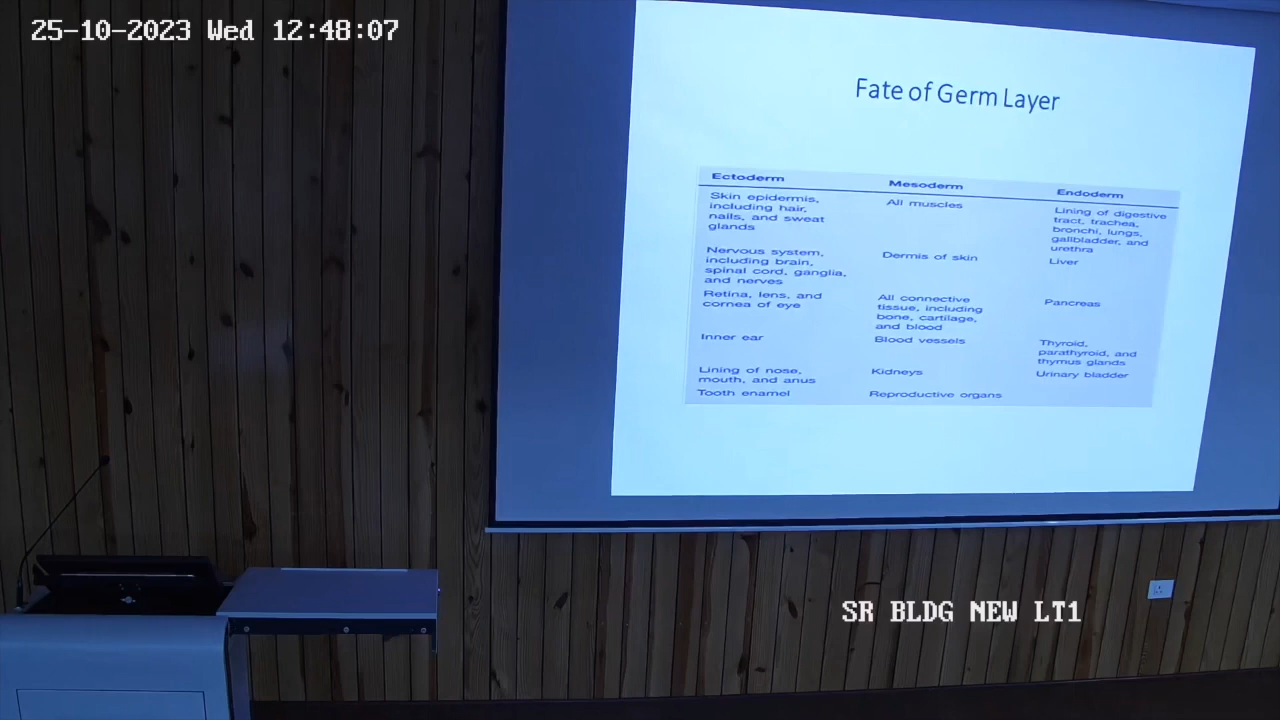 25-10-2023 Wed 12:48:07
Fate of Germ Layer
Ectoderm
Mesoderm
Endoderm
Skin epidermis,
including hair,
nails, and sweat
glands
All muscles
Lining of digestive
tract, trachea,
bronchi, lungs,
gallbladder, and
urethra
Nervous system,
including brain,
spinal cord, ganglia,
and nerves
Dermis of skin
Liver
Retina, lens, and
cornea of eye
All connective
tissue, including
bone, cartilage,
and blood
Pancreas
Inner ear
Blood vessels
Thyroid,
parathyroid, and
thymus glands
Lining of nose,
mouth, and anus
Kidneys
Urinary bladder
Tooth enamel
Reproductive organs
SR BLDG NEW LT1